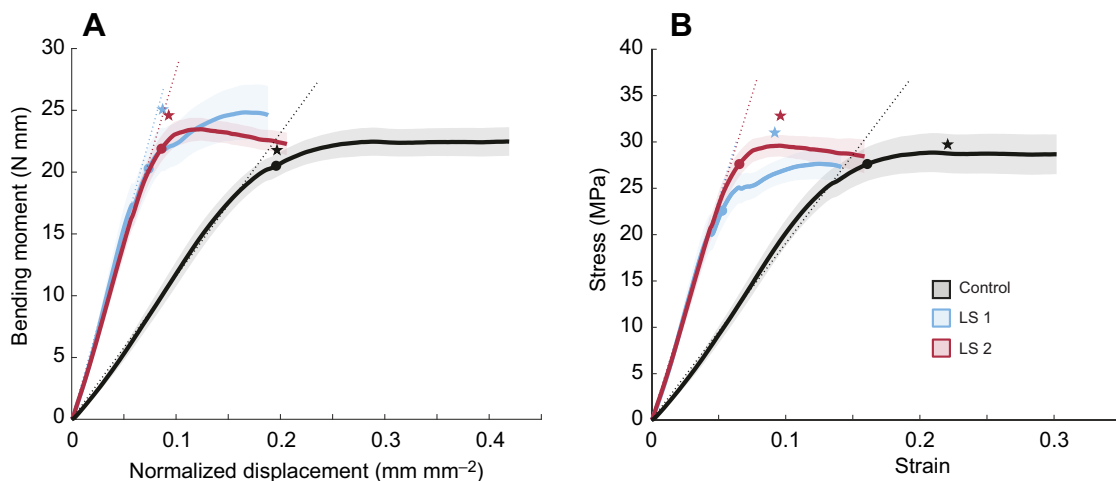 A
Bending moment (N mm)
30
25
20
15
10
5
0
0
0.1
0.2
0.3
0.4
Normalized displacement (mm mm–2)
B
Stress (MPa)
40
35
30
25
20
15
10
5
0
0
0.1
0.2
0.3
Strain
Control
LS 1
LS 2